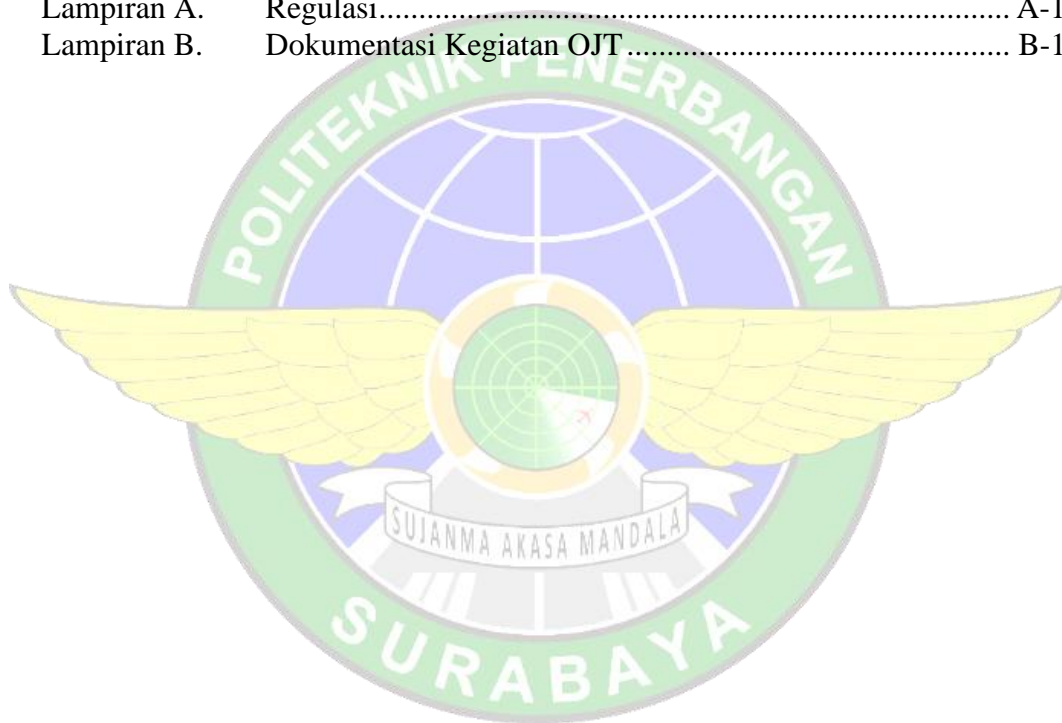 Lampiran A. Regulasi.............................................................................. A-1
Lampiran B. Dokumentasi Kegiatan OJT ............................................... B-1
POLITEKNIK PENERBANGAN
SUJANMA AKASA MANDALA
SURABAYA